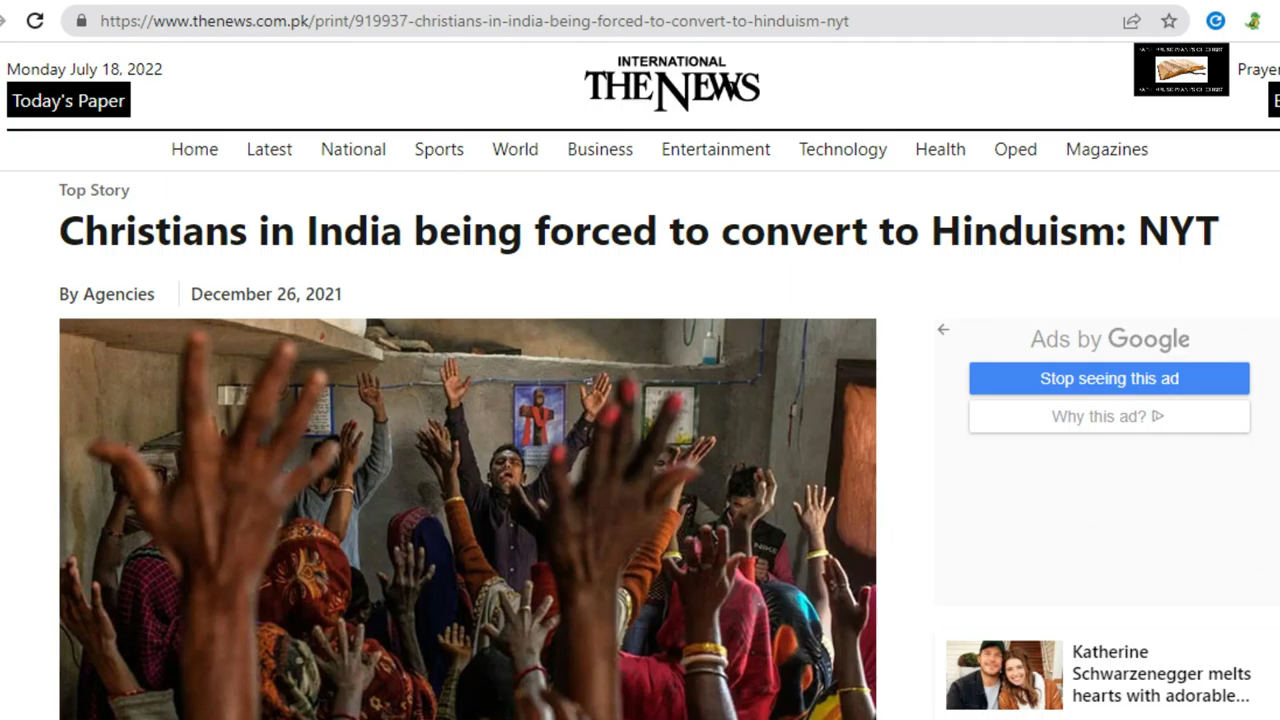 https://www.thenews.com.pk/print/919937-christians-in-india-being-forced-to-convert-to-hinduism-nyt
Monday July 18, 2022
INTERNATIONAL
THE NEWS
Prayer
Today's Paper
E
Home Latest National Sports World Business Entertainment Technology Health Oped Magazines
Top Story
Christians in India being forced to convert to Hinduism: NYT
By Agencies December 26, 2021
Ads by Google
Stop seeing this ad
Why this ad?
Katherine
Schwarzenegger melts
hearts with adorable...